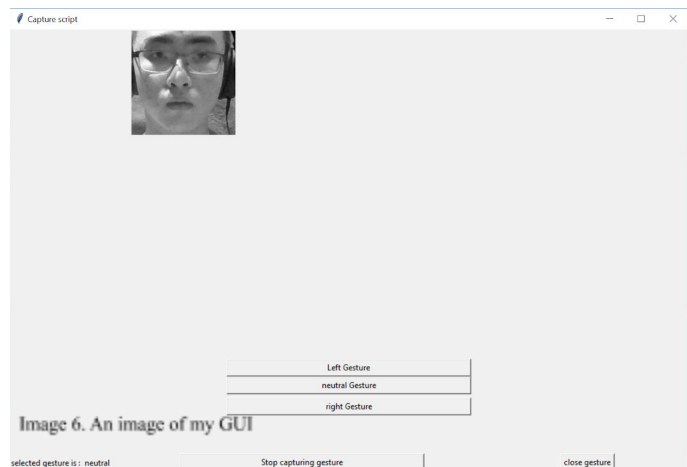 Capture script
Left Gesture
neutral Gesture
right Gesture
Image 6. An image of my GUI
selected gesture is : neutral
Stop capturing gesture
close gesture